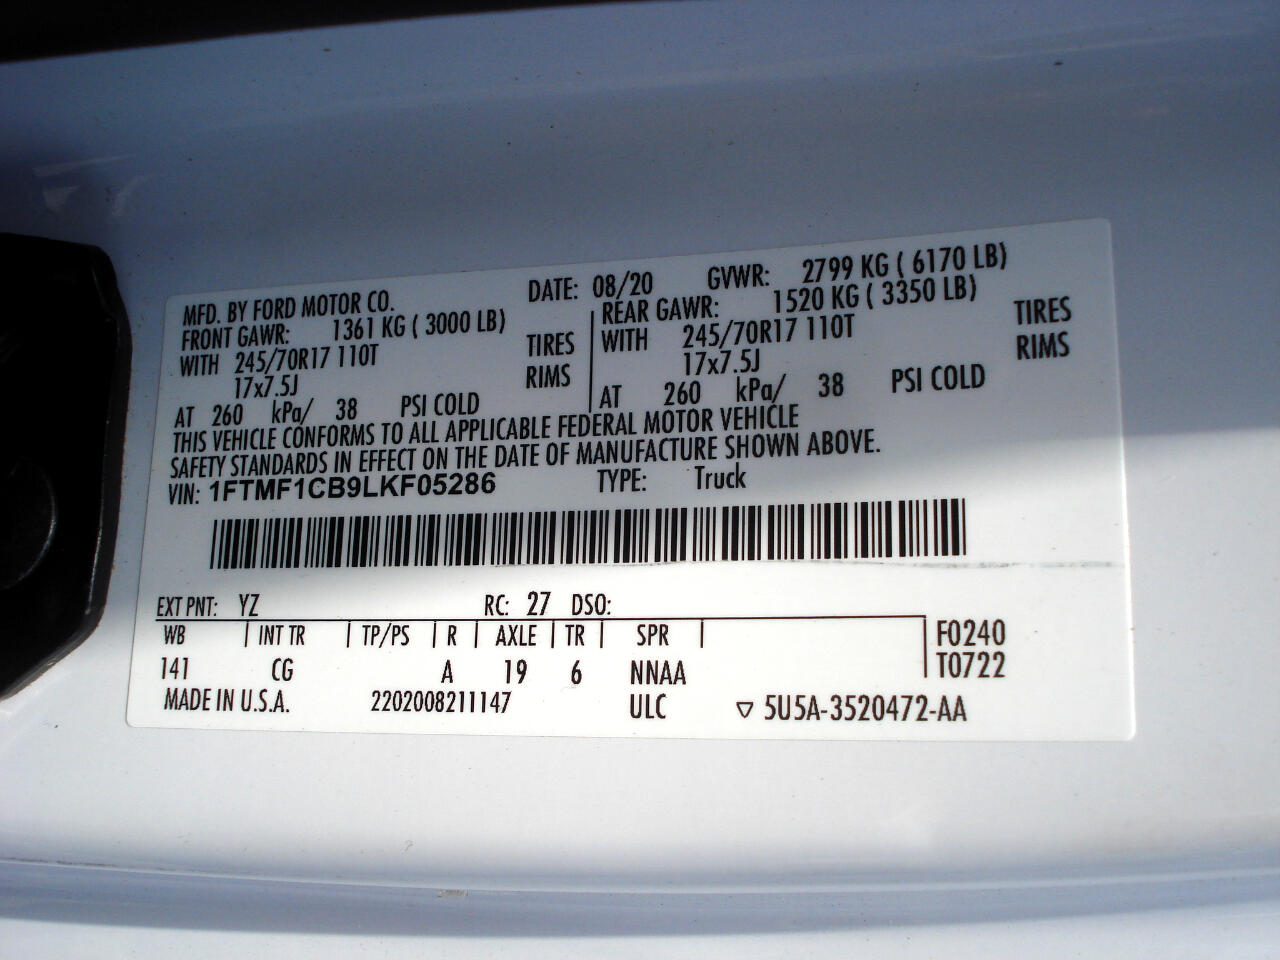 MFD. BY FORD MOTOR CO. DATE: 08/20 GVWR: 2799 KG ( 6170 LB)
FRONT GAWR: 1361 KG ( 3000 LB) REAR GAWR: 1520 KG ( 3350 LB)
WITH 245/70R17 110T TIRES WITH 245/70R17 110T TIRES
17x7.5J RIMS 17x7.5J RIMS
AT 260 kPa/ 38 PSI COLD AT 260 kPa/ 38 PSI COLD
THIS VEHICLE CONFORMS TO ALL APPLICABLE FEDERAL MOTOR VEHICLE
SAFETY STANDARDS IN EFFECT ON THE DATE OF MANUFACTURE SHOWN ABOVE.
VIN: 1FTMF1CB9LKF05286 TYPE: Truck
EXT PNT: YZ RC: 27 DSO:
WB INT TR TP/PS R AXLE TR SPR F0240
141 CG A 19 6 NNAA T0722
MADE IN U.S.A. 2202008211147 ULC ▽ 5U5A-3520472-AA